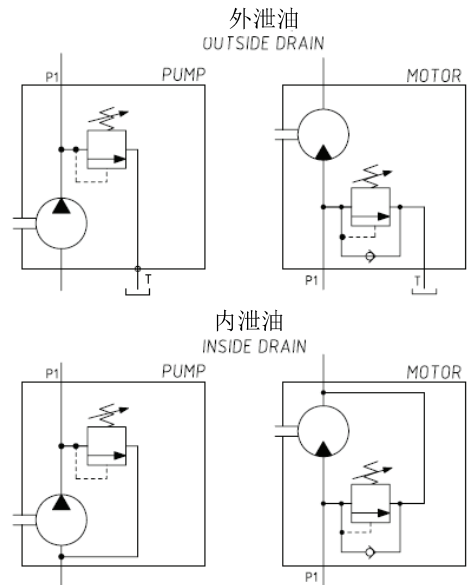 外泄油
OUTSIDE DRAIN
P1 PUMP
MOTOR
T
P1 T
内泄油
INSIDE DRAIN
P1 PUMP
MOTOR
P1